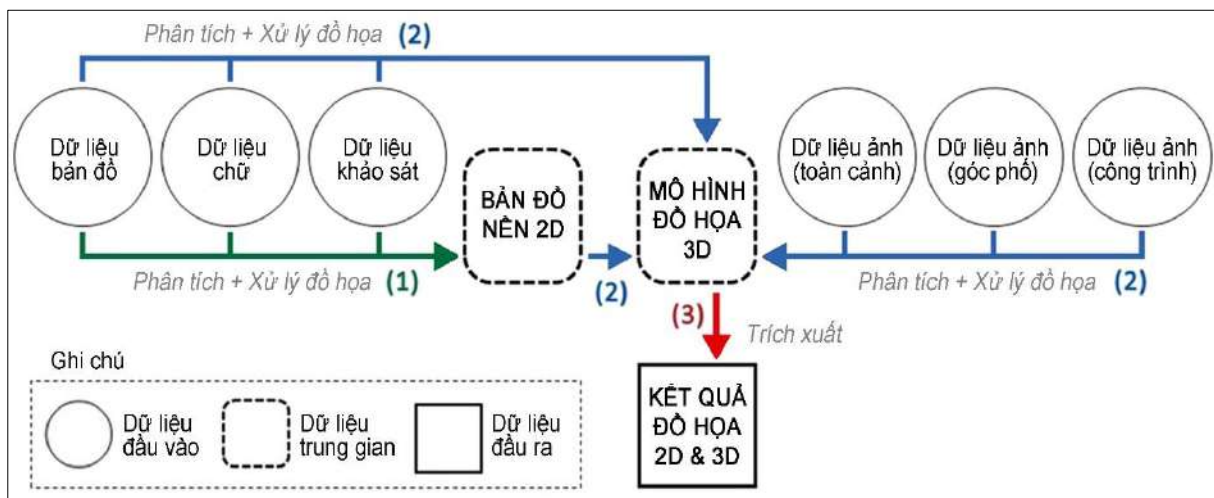 Phân tích + Xử lý đồ họa (2)
Dữ liệu
bản đồ
Dữ liệu
chữ
Dữ liệu
khảo sát
BẢN ĐỒ
NỀN 2D
MÔ HÌNH
ĐỒ HỌA
3D
Dữ liệu ảnh
(toàn cảnh)
Dữ liệu ảnh
(góc phố)
Dữ liệu ảnh
(công trình)
Phân tích + Xử lý đồ họa (1)
(2)
Phân tích + Xử lý đồ họa (2)
(3)
Trích xuất
KẾT QUẢ
ĐỒ HỌA
2D & 3D
Ghi chú
Dữ liệu
đầu vào
Dữ liệu
trung gian
Dữ liệu
đầu ra